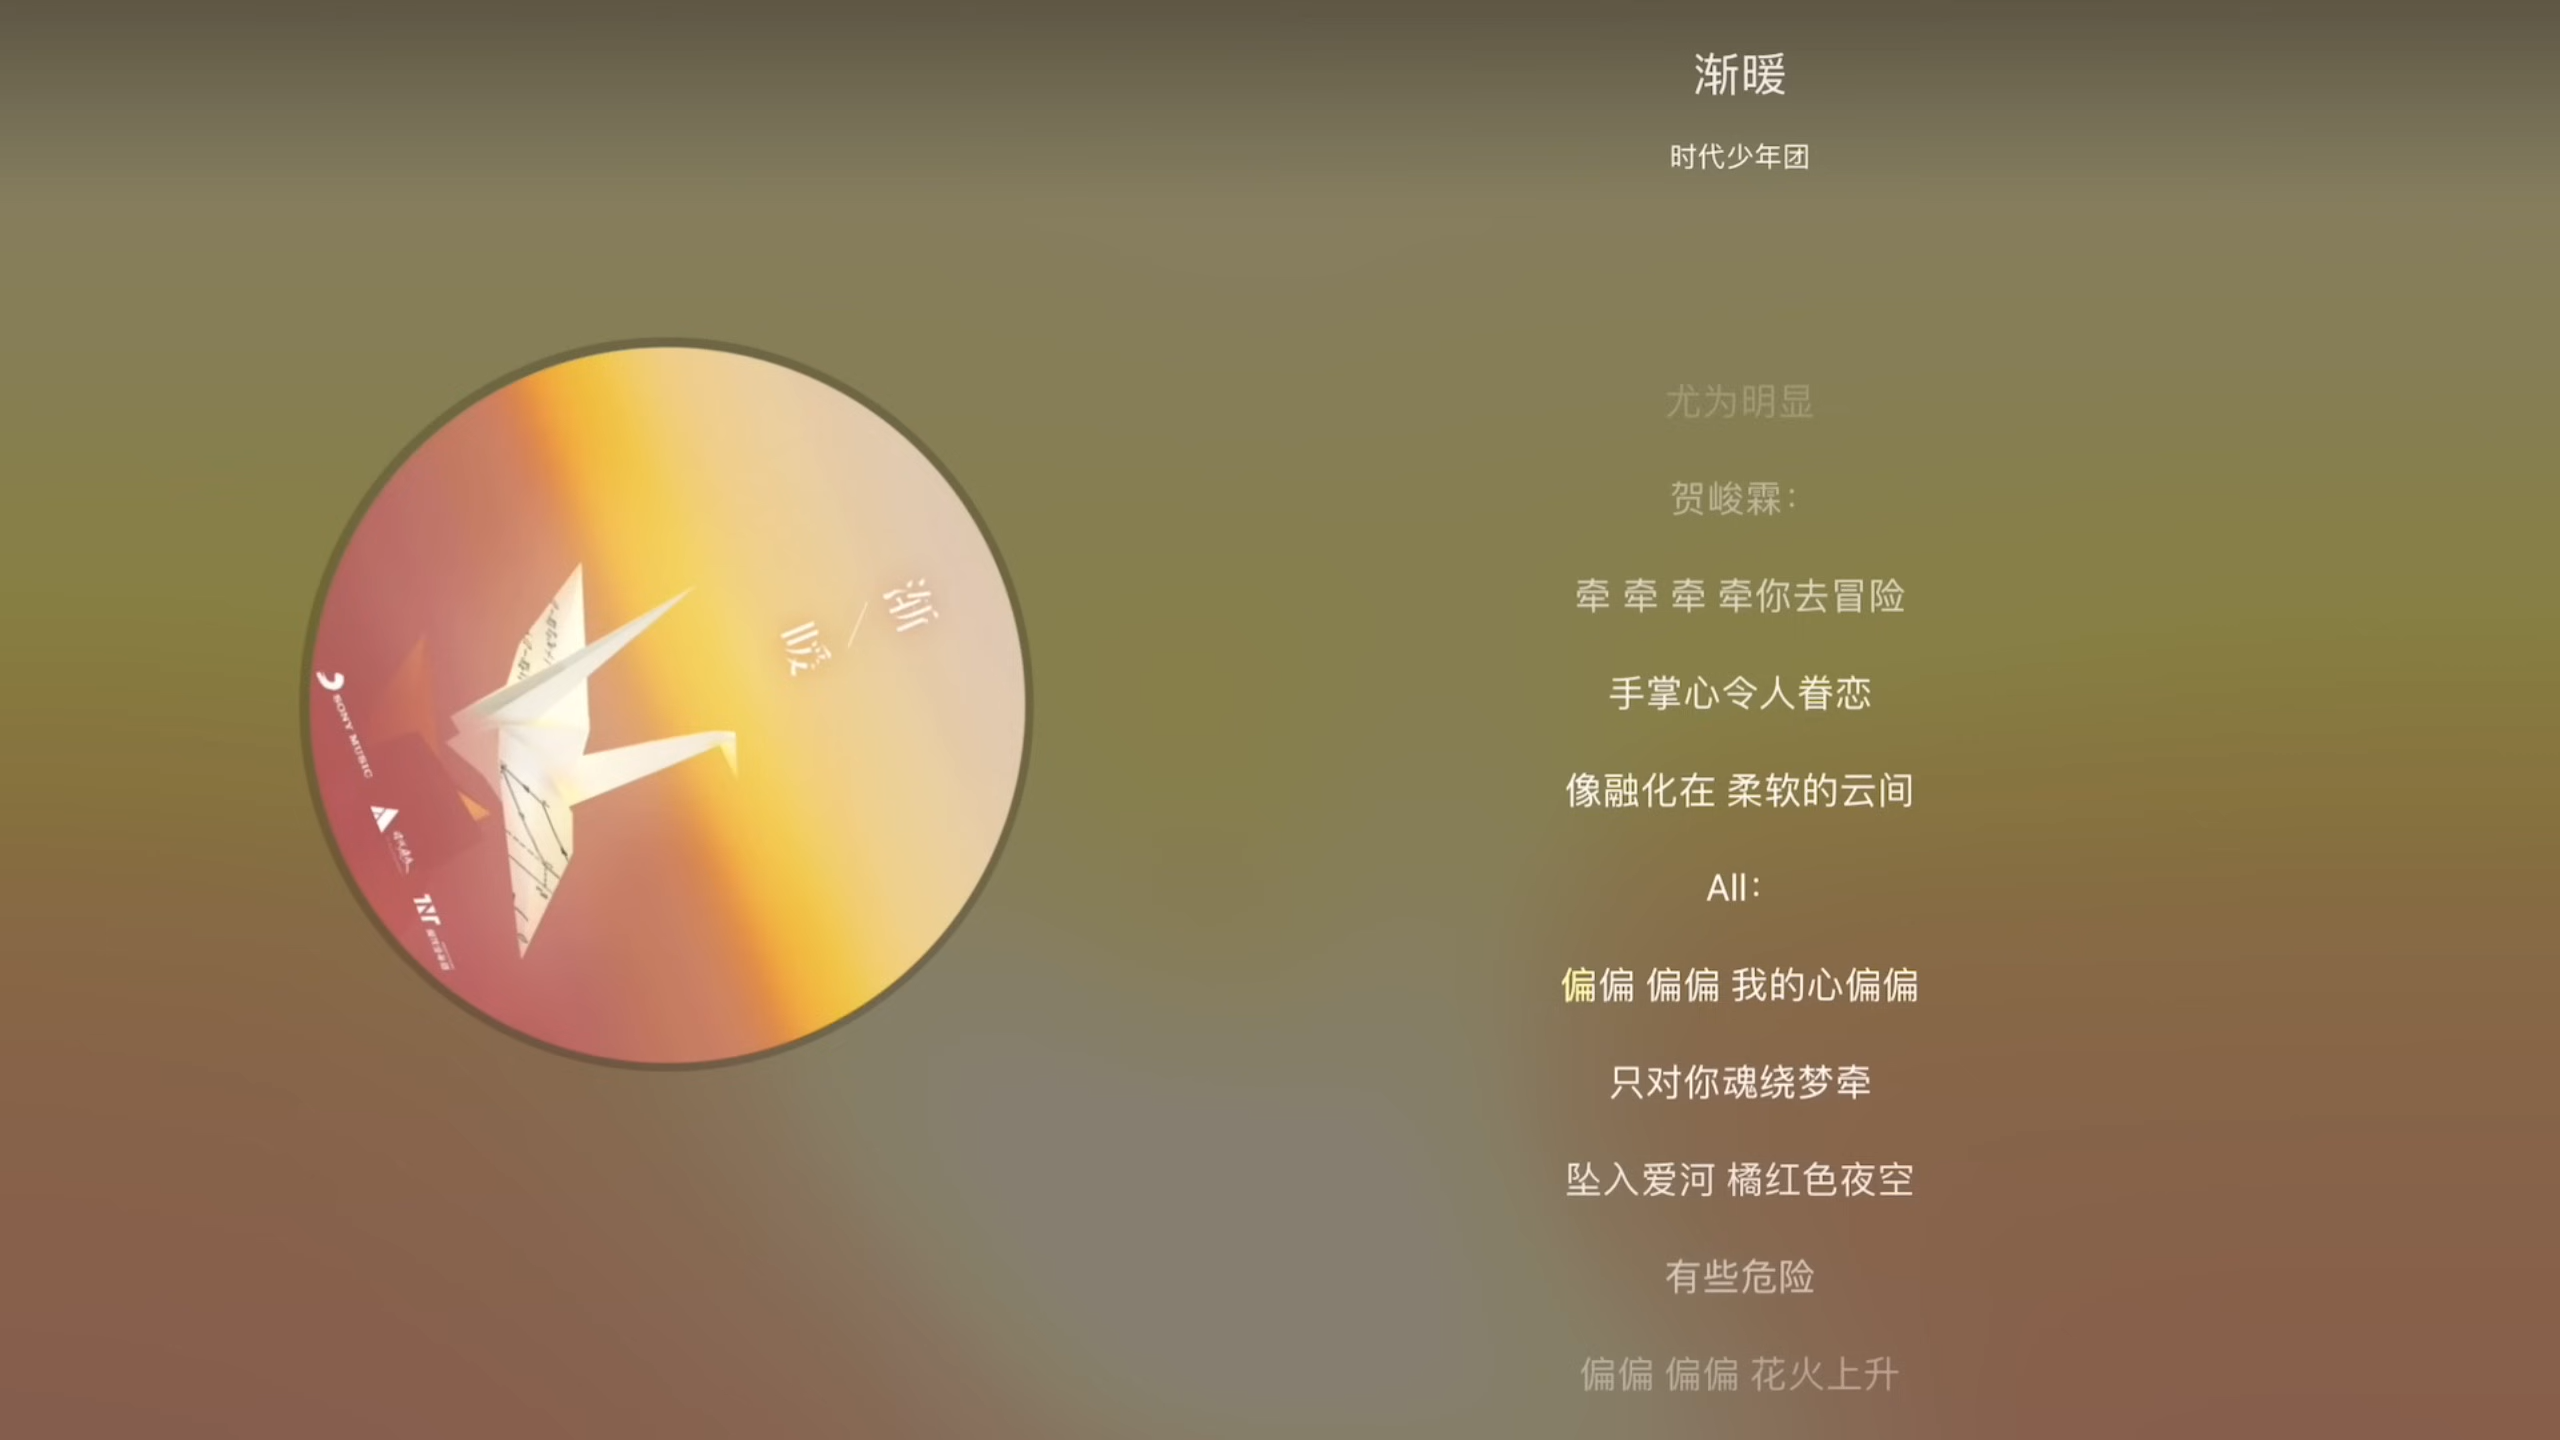 渐暖
时代少年团
尤为明显
贺峻霖：
牵 牵 牵 牵你去冒险
手掌心令人眷恋
像融化在 柔软的云间
All：
偏偏 偏偏 我的心偏偏
只对你魂绕梦牵
坠入爱河 橘红色夜空
有些危险
偏偏 偏偏 花火上升
渐
暖
SONY MUSIC